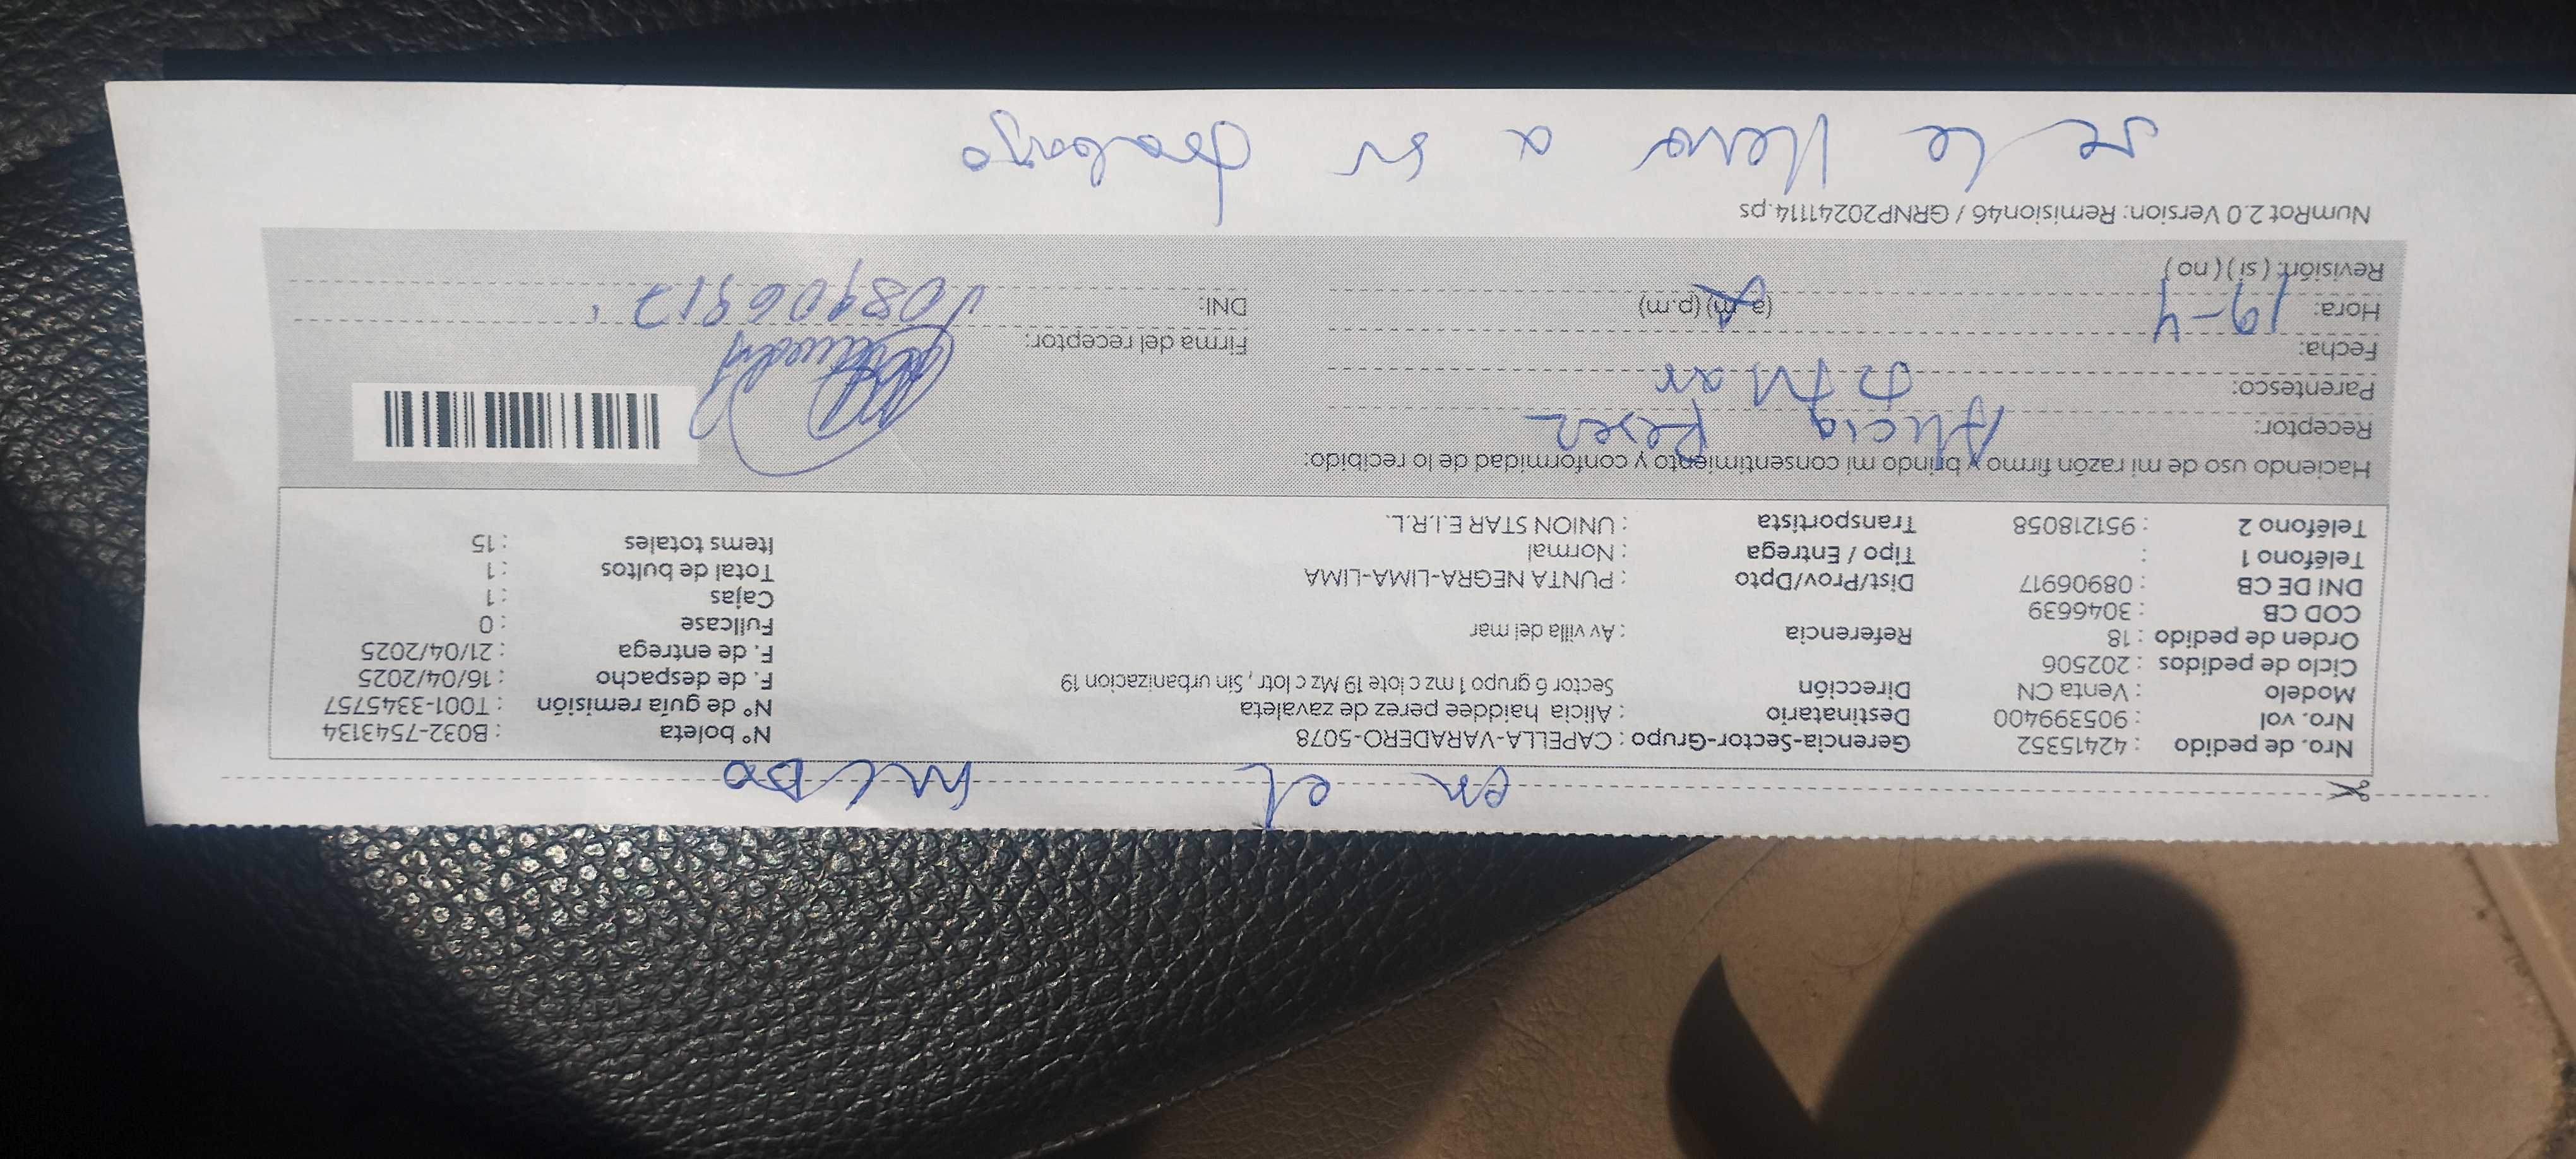 en el MCDO
Nro. de pedido : 42415352 Gerencia-Sector-Grupo : CAPELLA-VARADERO-5078 N° boleta : B032-7543134
Nro. vol : 905399400 Destinatario : Alicia haiddee perez de zavaleta N° de guía remisión : T001-3345757
Modelo : Venta CN Dirección Sector 6 grupo 1 mz c lote 19 Mz c lotr , Sin urbanizacion 19 F. de despacho : 16/04/2025
Ciclo de pedidos : 202506 F. de entrega : 21/04/2025
Orden de pedido : 18 Referencia : Av villa del mar Fullcase : 0
COD CB : 3046639 Cajas : 1
DNI DE CB : 08906917 Dist/Prov/Dpto : PUNTA NEGRA-LIMA-LIMA Total de bultos : 1
Teléfono 1 : Tipo / Entrega : Normal Items totales : 15
Teléfono 2 : 951218058 Transportista : UNION STAR E.I.R.L.
Haciendo uso de mi razón firmo y brindo mi consentimiento y conformidad de lo recibido:
Receptor: Alicia Perez
Parentesco:
Fecha: Firma del receptor:
Hora: 19-4 (a.m) (p.m) DNI: 08906917
Revisión: (si) (no)
NumRot 2.0 Version: Remision46 / GRNP20241114.ps
se le lleva a su trabajo